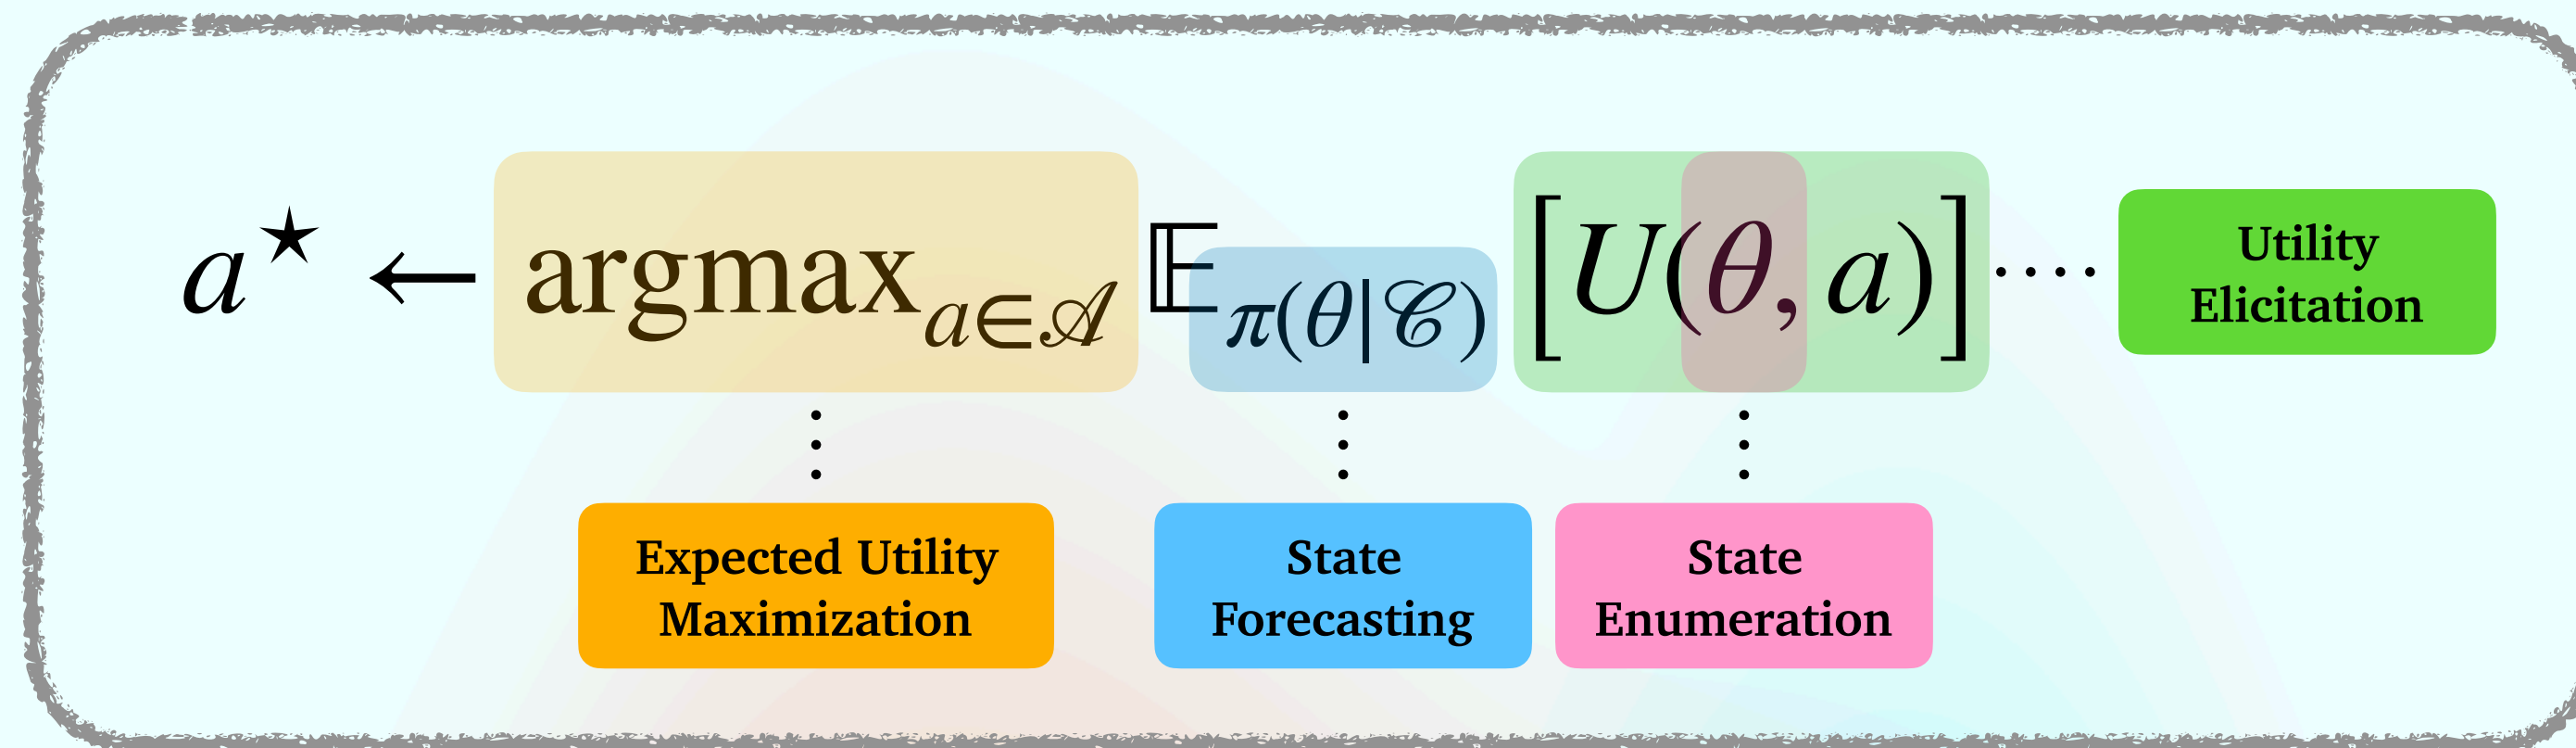 a★ ← argmax_{a∈𝒜} 𝔼_{π(θ|𝒞)} [U(θ, a)]
Utility
Elicitation
Expected Utility
Maximization
State
Forecasting
State
Enumeration